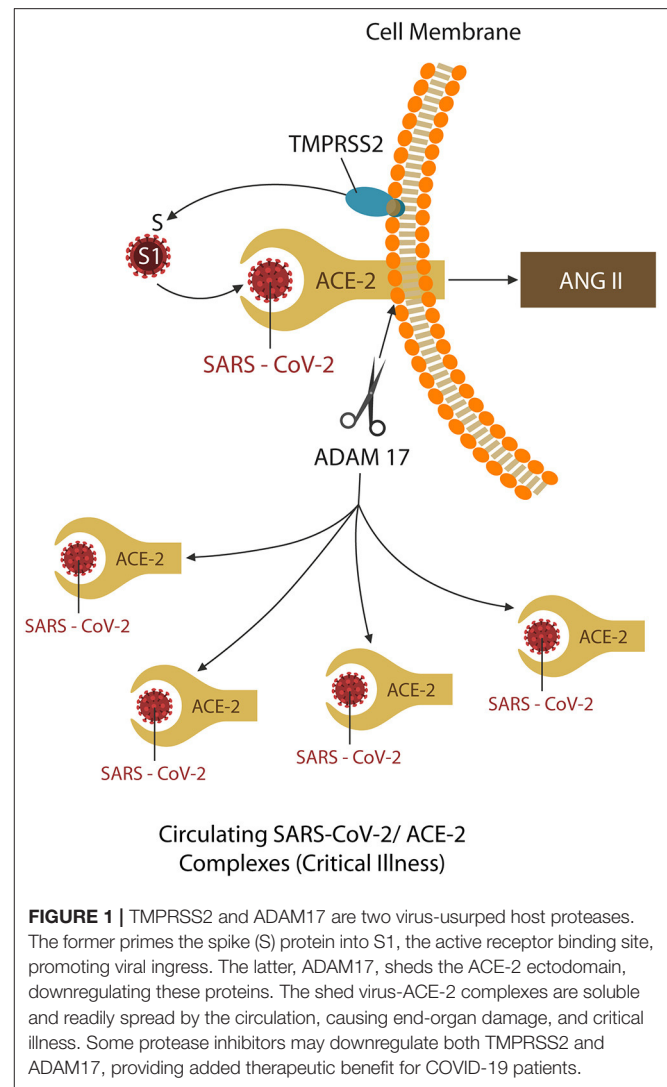 Cell Membrane
TMPRSS2
S
S1
ACE-2
ANG II
SARS - CoV-2
ADAM 17
ACE-2
SARS - CoV-2
ACE-2
SARS - CoV-2
ACE-2
SARS - CoV-2
ACE-2
SARS - CoV-2
Circulating SARS-CoV-2/ ACE-2
Complexes (Critical Illness)
FIGURE 1 | TMPRSS2 and ADAM17 are two virus-usurped host proteases.
The former primes the spike (S) protein into S1, the active receptor binding site,
promoting viral ingress. The latter, ADAM17, sheds the ACE-2 ectodomain,
downregulating these proteins. The shed virus-ACE-2 complexes are soluble
and readily spread by the circulation, causing end-organ damage, and critical
illness. Some protease inhibitors may downregulate both TMPRSS2 and
ADAM17, providing added therapeutic benefit for COVID-19 patients.